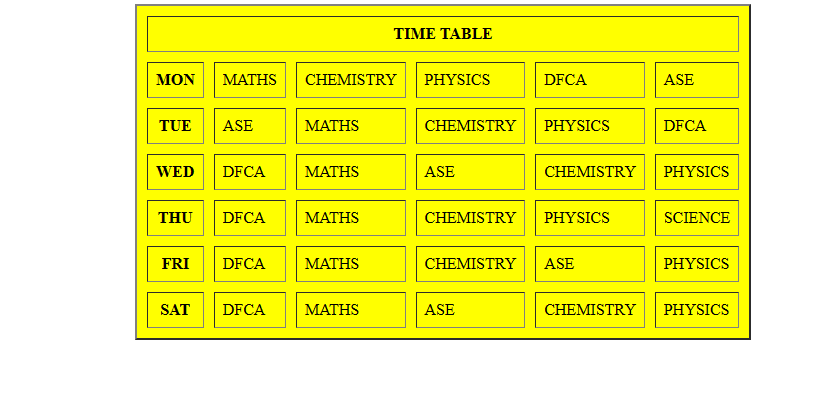 TIME TABLE
MON MATHS CHEMISTRY PHYSICS DFCA ASE
TUE ASE MATHS CHEMISTRY PHYSICS DFCA
WED DFCA MATHS ASE CHEMISTRY PHYSICS
THU DFCA MATHS CHEMISTRY PHYSICS SCIENCE
FRI DFCA MATHS CHEMISTRY ASE PHYSICS
SAT DFCA MATHS ASE CHEMISTRY PHYSICS